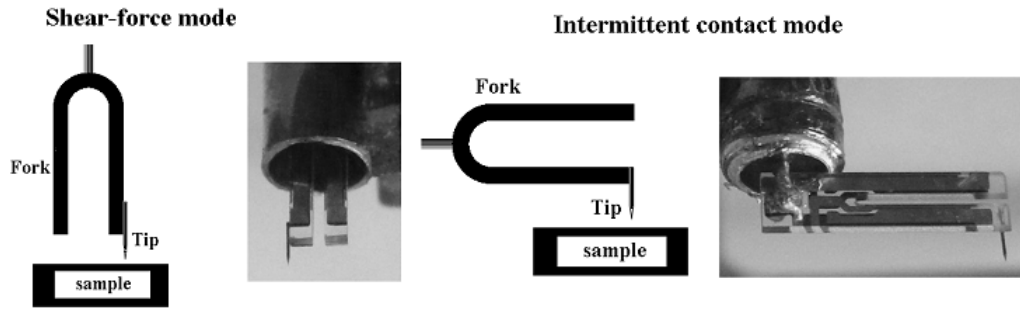 Shear-force mode
Fork
Tip
sample
Intermittent contact mode
Fork
Tip
sample